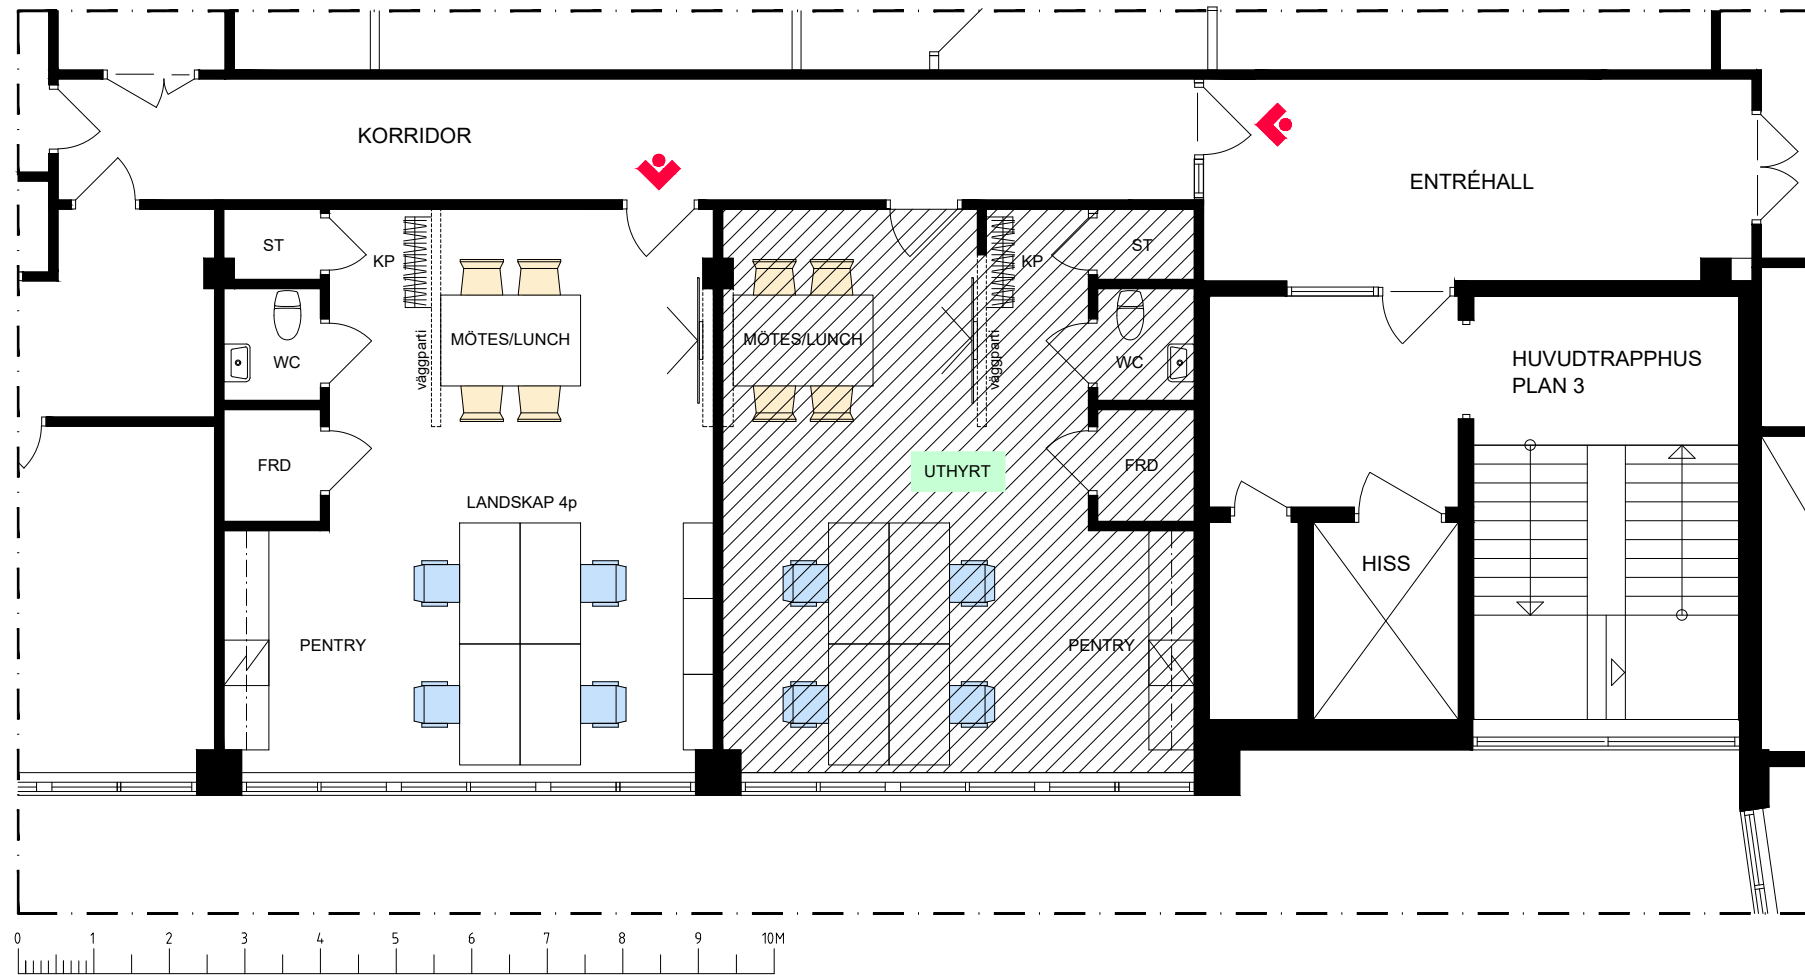 KORRIDOR
ENTRÉHALL
ST
KP
KP
ST
väggparti
MÖTES/LUNCH
MÖTES/LUNCH
väggparti
WC
WC
HUVUDTRAPPHUS
PLAN 3
FRD
UTHYRT
FRD
LANDSKAP 4p
HISS
PENTRY
PENTRY
0 1 2 3 4 5 6 7 8 9 10M